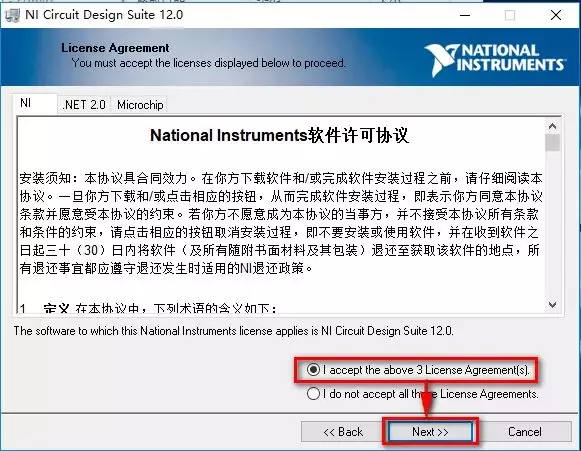 NI Circuit Design Suite 12.0
License Agreement
You must accept the licenses displayed below to proceed.
NATIONAL
INSTRUMENTS
NI .NET 2.0 Microchip
National Instruments软件许可协议
安装须知：本协议具合同效力。在你方下载软件和/或完成软件安装过程之前，请仔细阅读本
协议。一旦你方下载和/或点击相应的按钮，从而完成软件安装过程，即表示你方同意本协议
条款并愿意受本协议的约束。若你方不愿意成为本协议的当事方，并不接受本协议所有条款
和条件的约束，请点击相应的按钮取消安装过程，即不要安装或使用软件，并在收到软件之
日起三十（30）日内将软件（及所有随附书面材料及其包装）退还至获取该软件的地点，所
有退还事宜都应遵守退还发生时适用的NI退还政策。
1. 定义 在本协议中，下列术语的含义如下：
The software to which this National Instruments license applies is NI Circuit Design Suite 12.0.
I accept the above 3 License Agreement(s).
I do not accept all these License Agreements.
<< Back Next >> Cancel